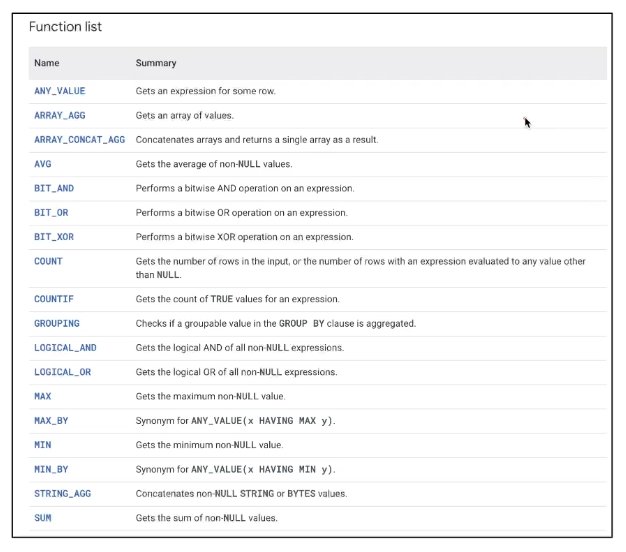 Function list
Name Summary
ANY_VALUE Gets an expression for some row.
ARRAY_AGG Gets an array of values.
ARRAY_CONCAT_AGG Concatenates arrays and returns a single array as a result.
AVG Gets the average of non-NULL values.
BIT_AND Performs a bitwise AND operation on an expression.
BIT_OR Performs a bitwise OR operation on an expression.
BIT_XOR Performs a bitwise XOR operation on an expression.
COUNT Gets the number of rows in the input, or the number of rows with an expression evaluated to any value other
than NULL.
COUNTIF Gets the count of TRUE values for an expression.
GROUPING Checks if a groupable value in the GROUP BY clause is aggregated.
LOGICAL_AND Gets the logical AND of all non-NULL expressions.
LOGICAL_OR Gets the logical OR of all non-NULL expressions.
MAX Gets the maximum non-NULL value.
MAX_BY Synonym for ANY_VALUE(x HAVING MAX y).
MIN Gets the minimum non-NULL value.
MIN_BY Synonym for ANY_VALUE(x HAVING MIN y).
STRING_AGG Concatenates non-NULL STRING or BYTES values.
SUM Gets the sum of non-NULL values.